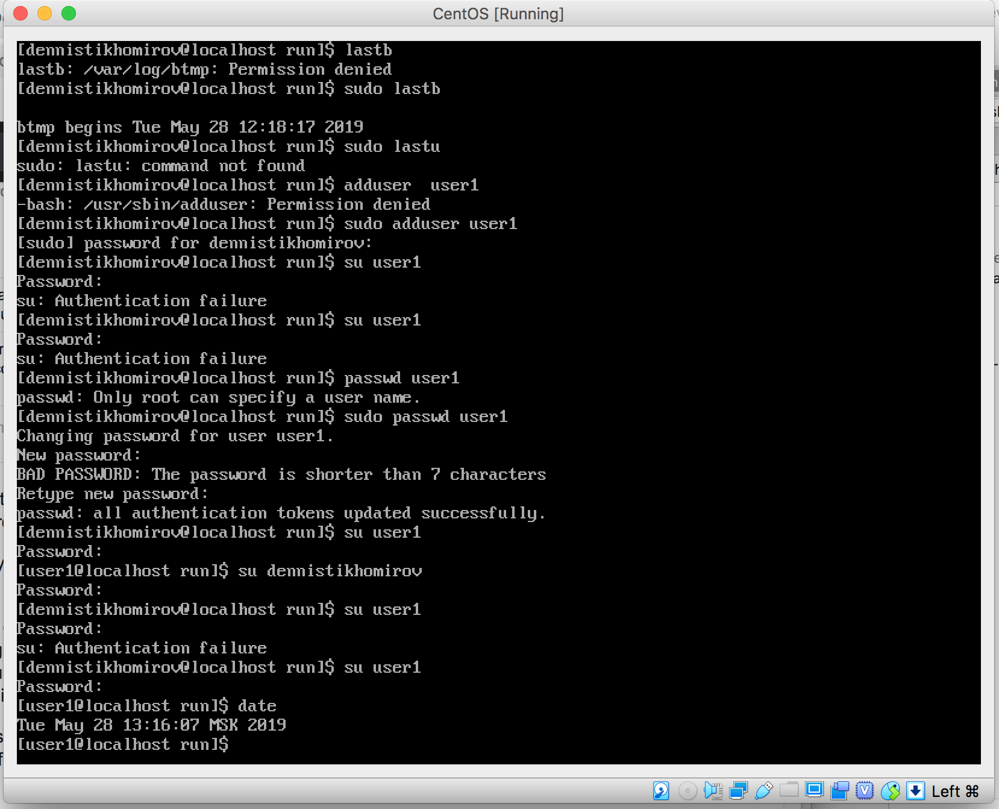 CentOS [Running]
[dennistikhomirov@localhost run]$ lastb
lastb: /var/log/btmp: Permission denied
[dennistikhomirov@localhost run]$ sudo lastb
btmp begins Tue May 28 12:18:17 2019
[dennistikhomirov@localhost run]$ sudo lastu
sudo: lastu: command not found
[dennistikhomirov@localhost run]$ adduser  user1
-bash: /usr/sbin/adduser: Permission denied
[dennistikhomirov@localhost run]$ sudo adduser user1
[sudo] password for dennistikhomirov:
[dennistikhomirov@localhost run]$ su user1
Password:
su: Authentication failure
[dennistikhomirov@localhost run]$ su user1
Password:
su: Authentication failure
[dennistikhomirov@localhost run]$ passwd user1
passwd: Only root can specify a user name.
[dennistikhomirov@localhost run]$ sudo passwd user1
Changing password for user user1.
New password:
BAD PASSWORD: The password is shorter than 7 characters
Retype new password:
passwd: all authentication tokens updated successfully.
[dennistikhomirov@localhost run]$ su user1
Password:
[user1@localhost run]$ su dennistikhomirov
Password:
[dennistikhomirov@localhost run]$ su user1
Password:
su: Authentication failure
[dennistikhomirov@localhost run]$ su user1
Password:
[user1@localhost run]$ date
Tue May 28 13:16:07 MSK 2019
[user1@localhost run]$
Left ⌘